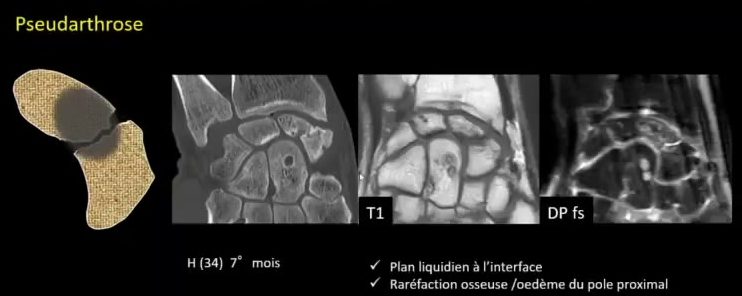 Pseudarthrose
T1
DP fs
H (34) 7° mois
✓ Plan liquidien à l'interface
✓ Raréfaction osseuse /oedème du pole proximal